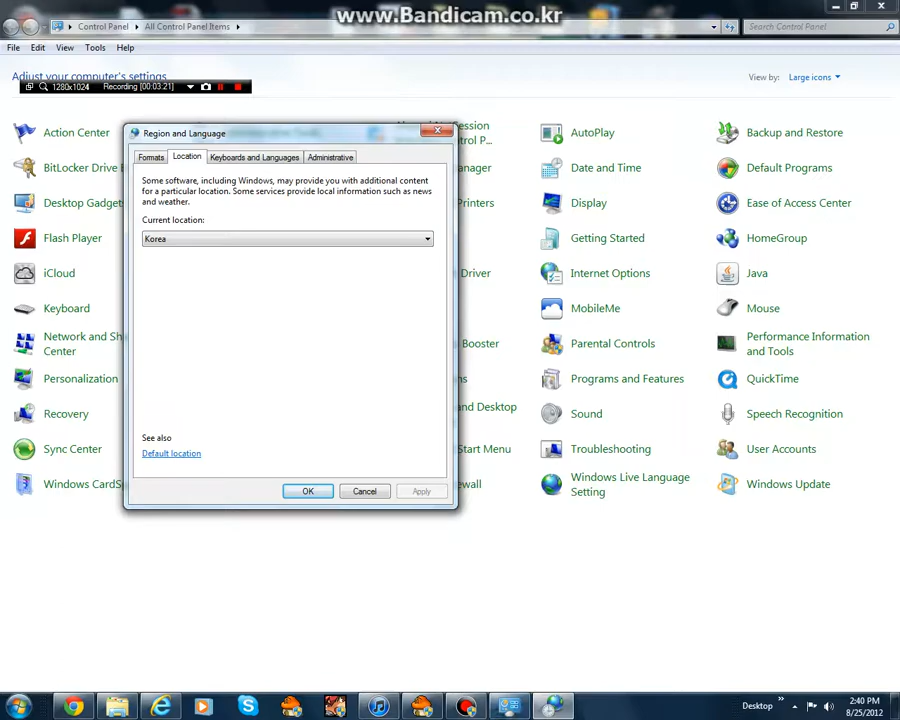 www.Bandicam.co.kr
Control Panel
All Control Panel Items
Search Control Panel
File Edit View Tools Help
Adjust your computer's settings
View by: Large icons
1280x1024 Recording [00:03:21]
Region and Language
Formats Location Keyboards and Languages Administrative
Some software, including Windows, may provide you with additional content
for a particular location. Some services provide local information such as news
and weather.
Current location:
Korea
See also
Default location
OK Cancel Apply
Action Center
AutoPlay
Backup and Restore
BitLocker Drive
Date and Time
Default Programs
Desktop Gadgets
Printers
Display
Ease of Access Center
Flash Player
Getting Started
HomeGroup
iCloud
Driver
Internet Options
Java
Keyboard
MobileMe
Mouse
Network and Sh
Center
Booster
Parental Controls
Performance Information
and Tools
Personalization
Programs and Features
QuickTime
Recovery
and Desktop
Sound
Speech Recognition
Sync Center
Start Menu
Troubleshooting
User Accounts
Windows CardSp
Windows Live Language
Setting
Windows Update
Desktop
2:40 PM
8/25/2012